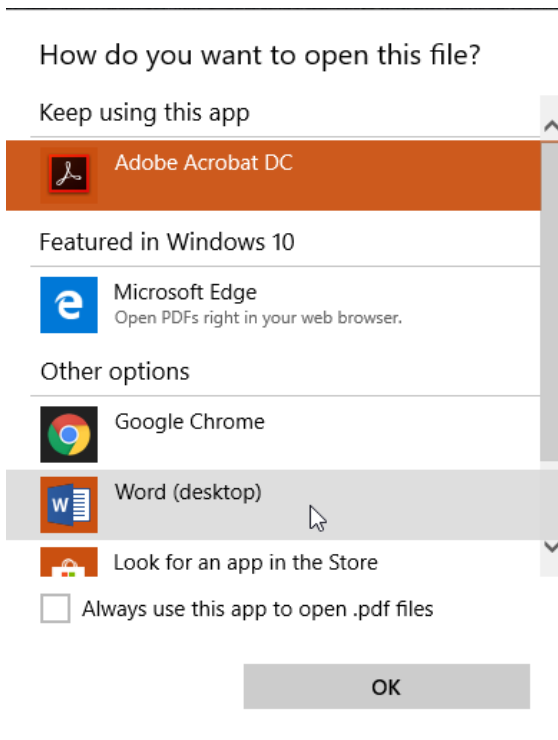 How do you want to open this file?
Keep using this app
Adobe Acrobat DC
Featured in Windows 10
Microsoft Edge
Open PDFs right in your web browser.
Other options
Google Chrome
Word (desktop)
Look for an app in the Store
Always use this app to open .pdf files
OK